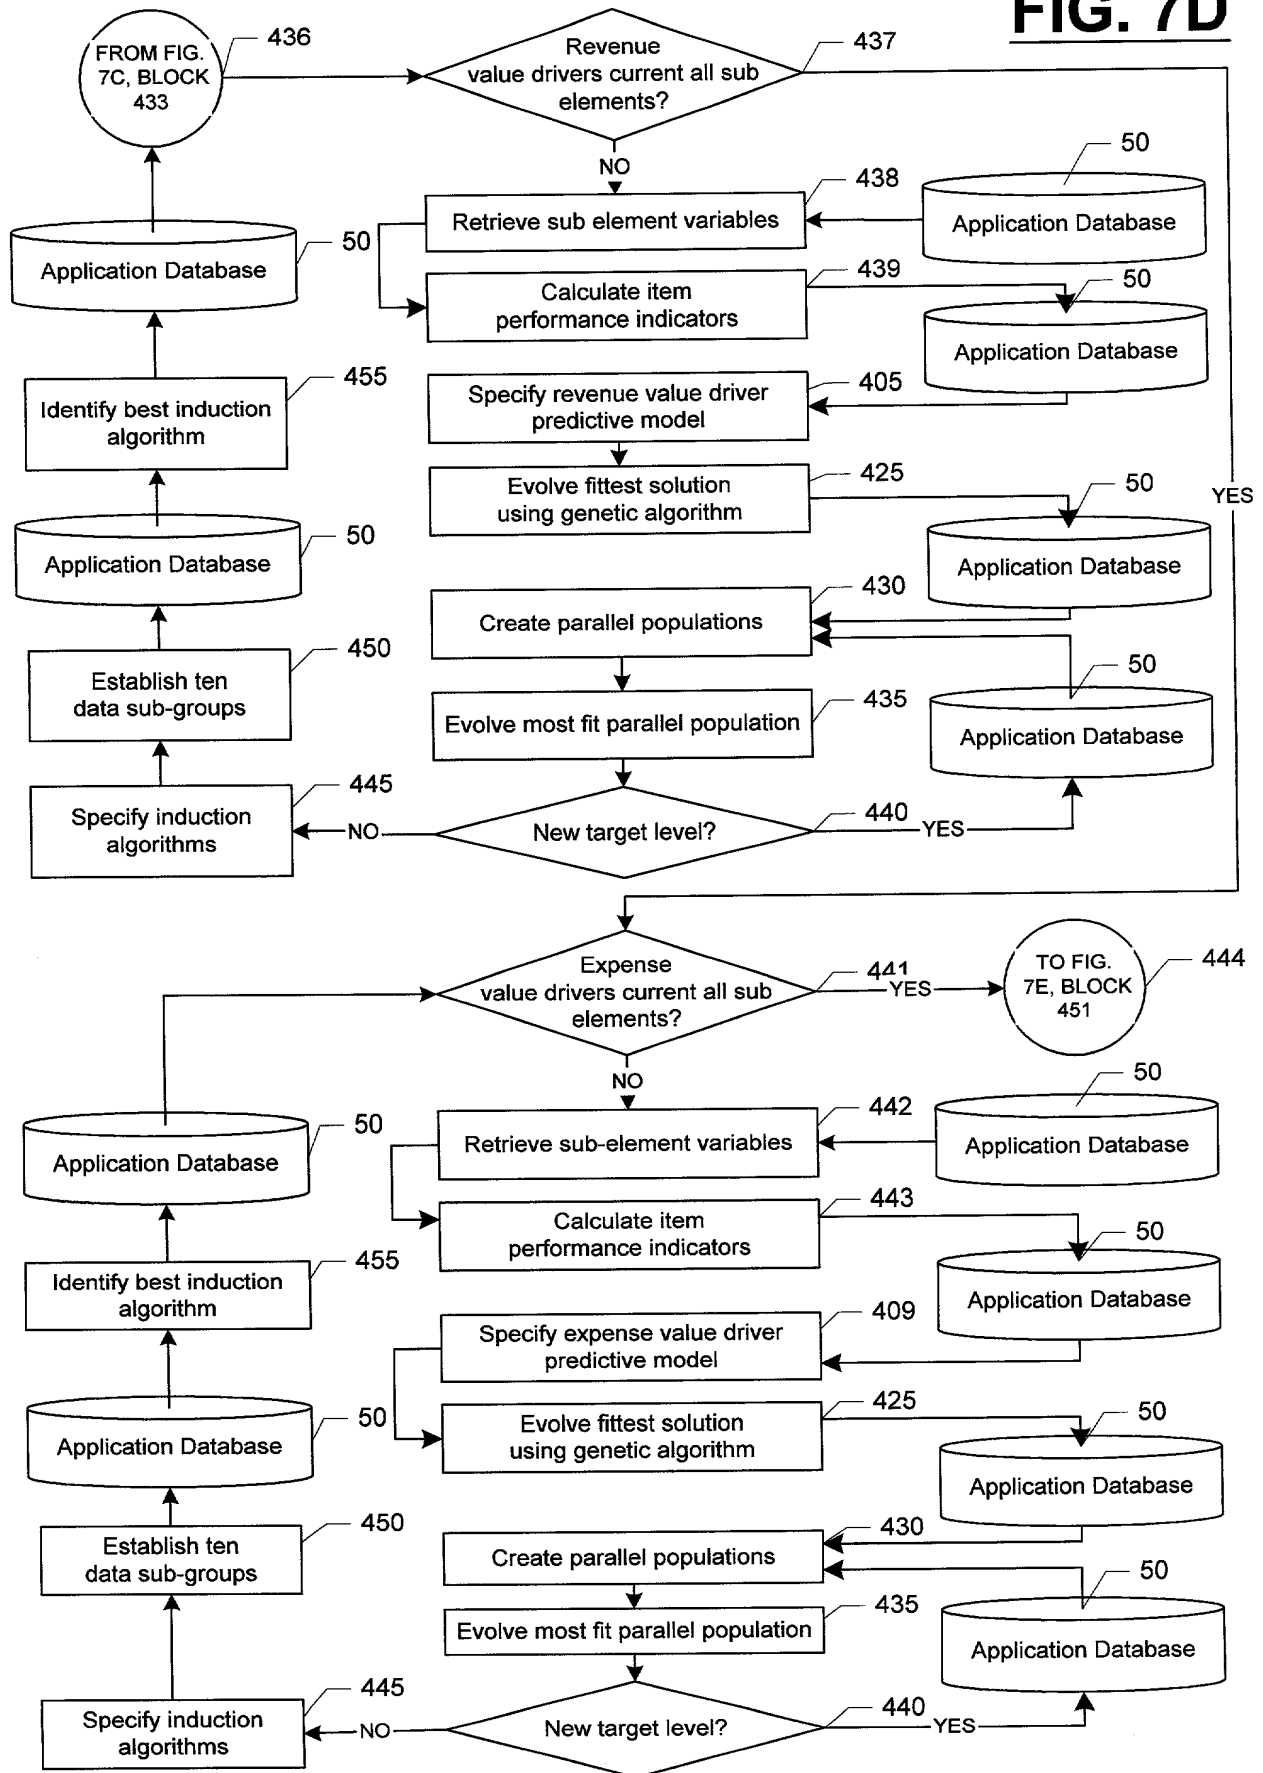 FIG. 7D
FROM FIG.
7C, BLOCK
433
436
Revenue
value drivers current all sub
elements?
437
NO
50
Retrieve sub element variables
438
Application Database
Application Database
50
Calculate item
performance indicators
439
50
Application Database
455
Identify best induction
algorithm
Specify revenue value driver
predictive model
405
Evolve fittest solution
using genetic algorithm
425
50
YES
Application Database
50
Application Database
430
Create parallel populations
450
Establish ten
data sub-groups
50
Evolve most fit parallel population
435
Application Database
445
Specify induction
algorithms
NO
New target level?
440
YES
Expense
value drivers current all sub
elements?
441
YES
TO FIG.
7E, BLOCK
451
444
NO
50
Application Database
50
Retrieve sub-element variables
442
Application Database
Calculate item
performance indicators
443
50
455
Identify best induction
algorithm
Application Database
Specify expense value driver
predictive model
409
50
Application Database
Evolve fittest solution
using genetic algorithm
425
50
Application Database
450
Establish ten
data sub-groups
430
Create parallel populations
50
435
Evolve most fit parallel population
Application Database
445
Specify induction
algorithms
NO
New target level?
440
YES